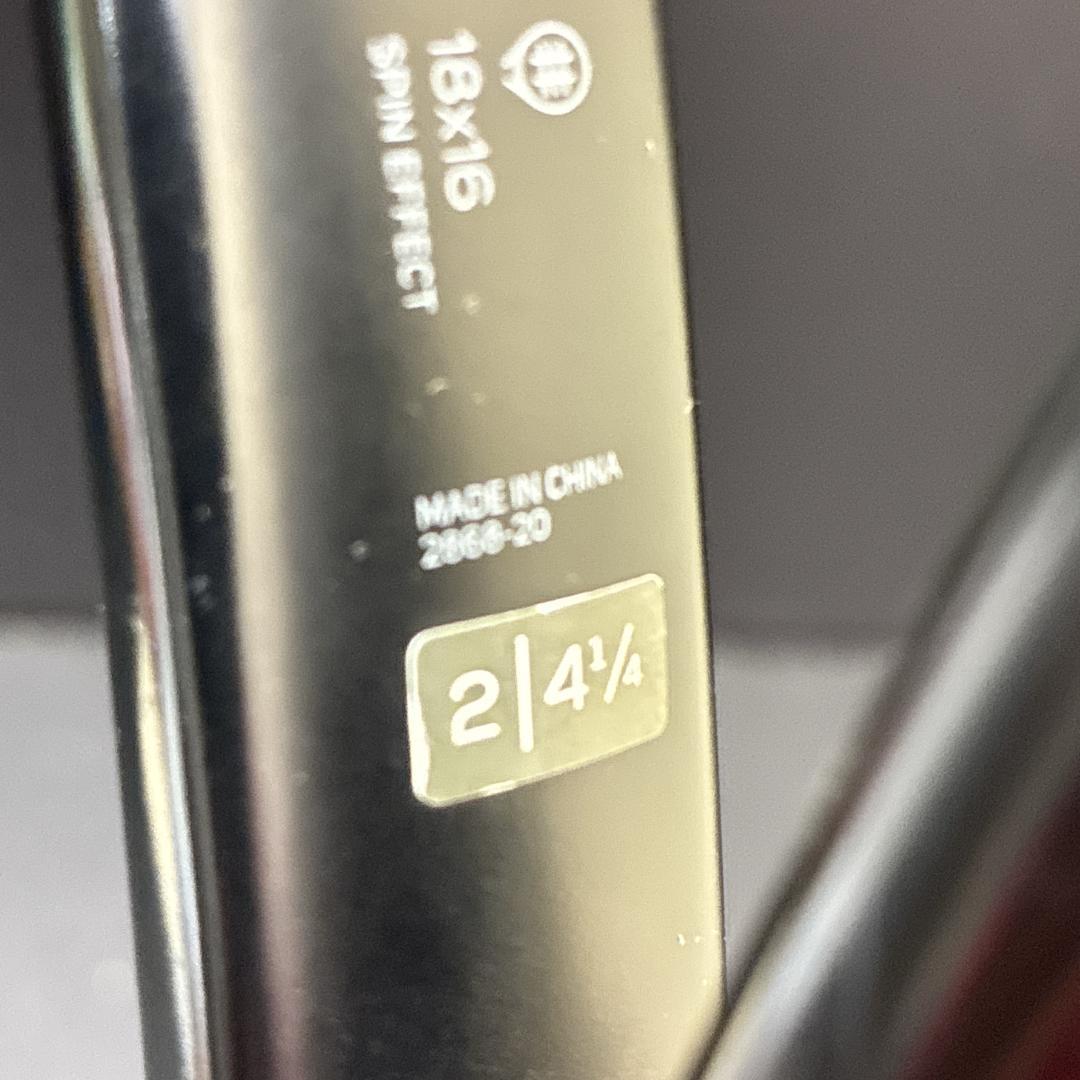 18x16
SPIN EFFECT
MADE IN CHINA
2868-20
2|4¹/₄